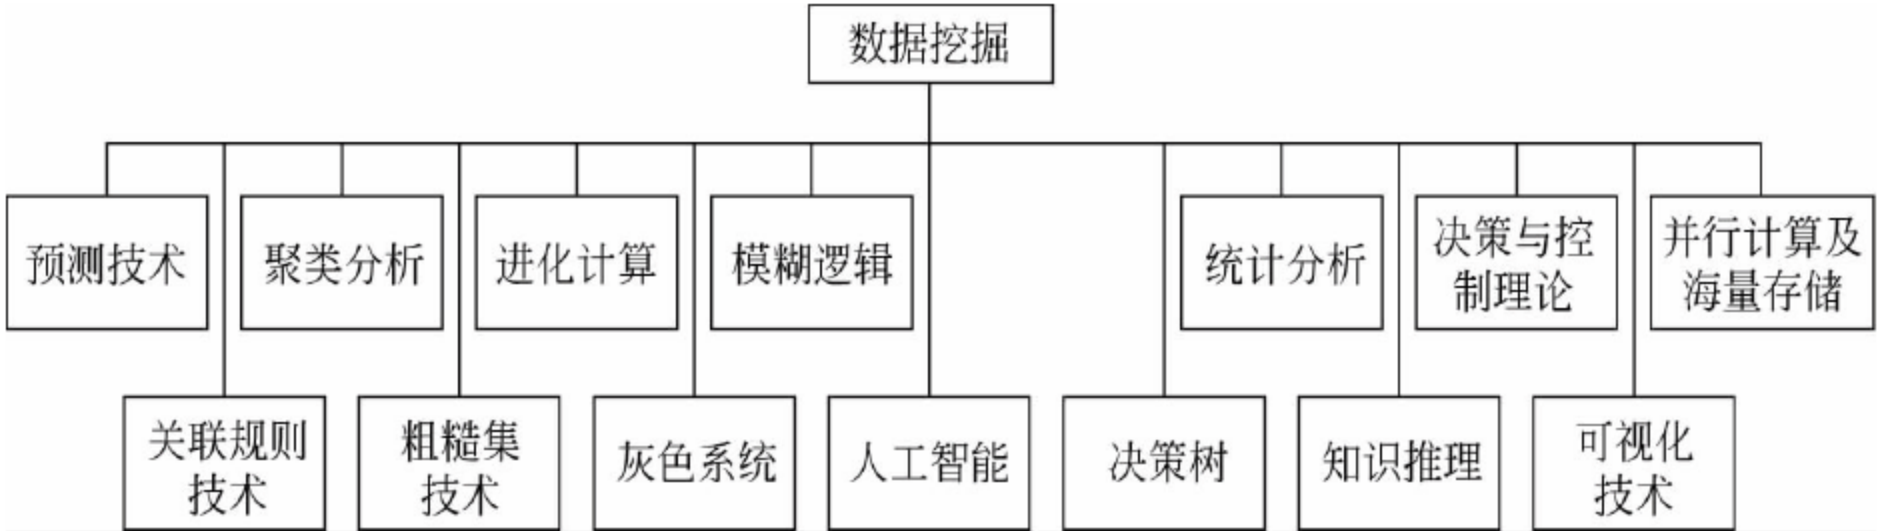 数据挖掘
预测技术
聚类分析
进化计算
模糊逻辑
统计分析
决策与控
制理论
并行计算及
海量存储
关联规则
技术
粗糙集
技术
灰色系统
人工智能
决策树
知识推理
可视化
技术